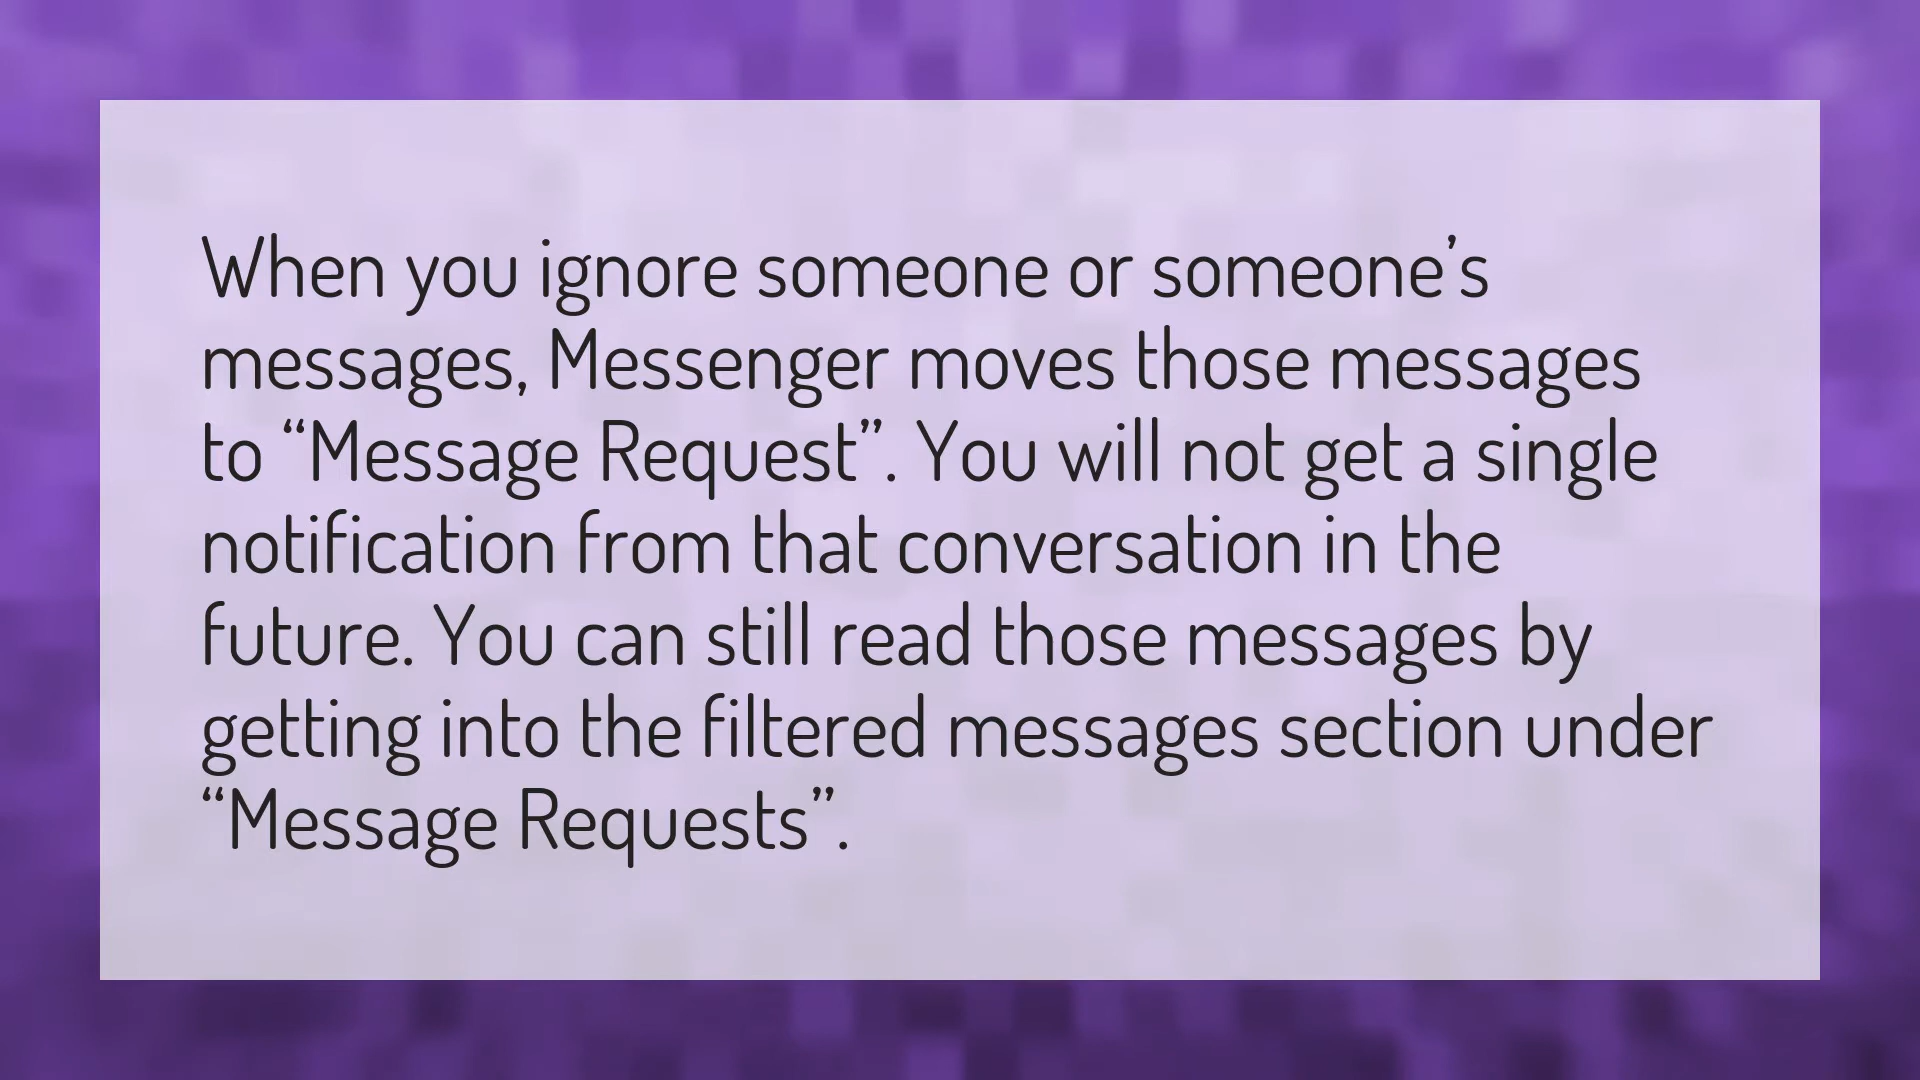 When you ignore someone or someone’s
messages, Messenger moves those messages
to “Message Request”. You will not get a single
notification from that conversation in the
future. You can still read those messages by
getting into the filtered messages section under
“Message Requests”.